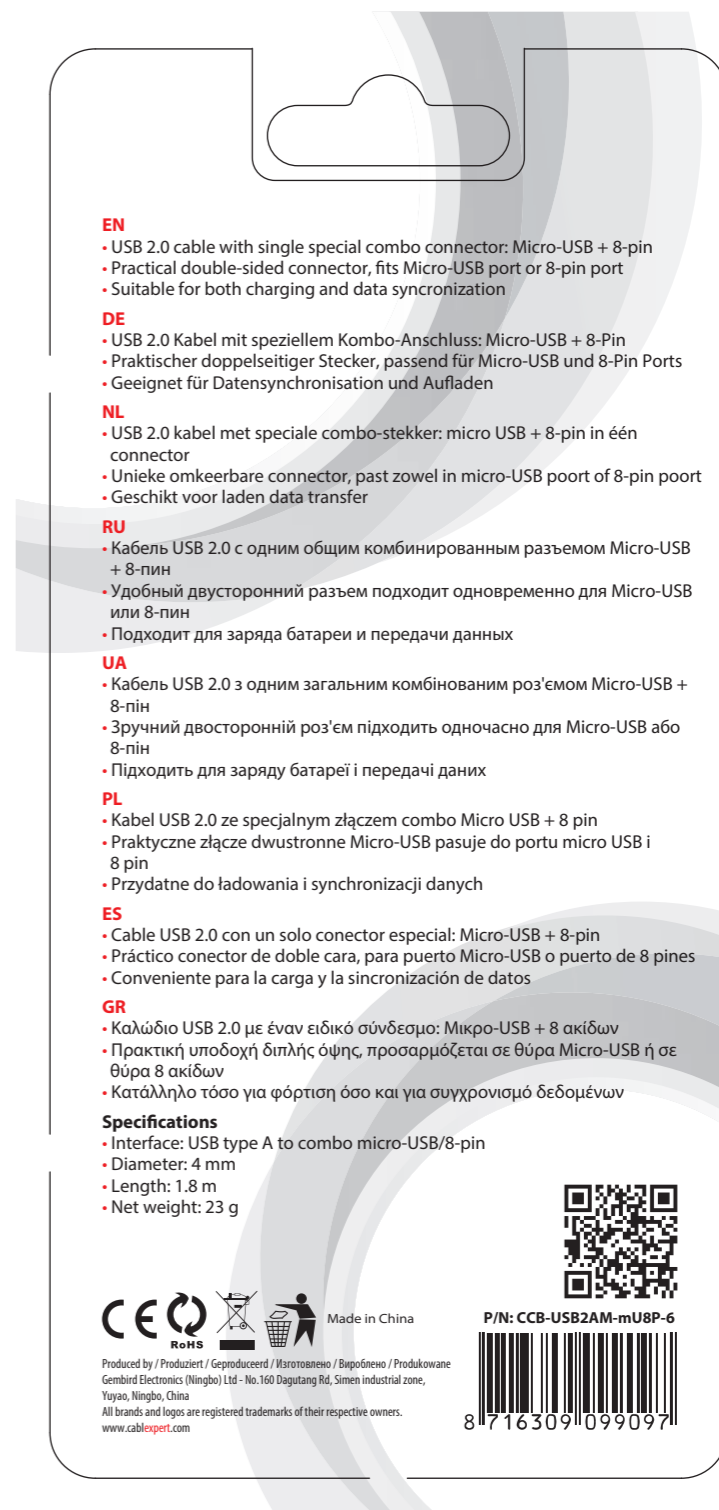 EN
• USB 2.0 cable with single special combo connector: Micro-USB + 8-pin
• Practical double-sided connector, fits Micro-USB port or 8-pin port
• Suitable for both charging and data syncronization
DE
• USB 2.0 Kabel mit speziellem Kombo-Anschluss: Micro-USB + 8-Pin
• Praktischer doppelseitiger Stecker, passend für Micro-USB und 8-Pin Ports
• Geeignet für Datensynchronisation und Aufladen
NL
• USB 2.0 kabel met speciale combo-stekker: micro USB + 8-pin in één
connector
• Unieke omkeerbare connector, past zowel in micro-USB poort of 8-pin poort
• Geschikt voor laden data transfer
RU
• Кабель USB 2.0 с одним общим комбинированным разъемом Micro-USB
+ 8-пин
• Удобный двусторонний разъем подходит одновременно для Micro-USB
или 8-пин
• Подходит для заряда батареи и передачи данных
UA
• Кабель USB 2.0 з одним загальним комбінованим роз'ємом Micro-USB +
8-пін
• Зручний двосторонній роз'єм підходить одночасно для Micro-USB або
8-пін
• Підходить для заряду батареї і передачі даних
PL
• Kabel USB 2.0 ze specjalnym złączem combo Micro USB + 8 pin
• Praktyczne złącze dwustronne Micro-USB pasuje do portu micro USB i
8 pin
• Przydatne do ładowania i synchronizacji danych
ES
• Cable USB 2.0 con un solo conector especial: Micro-USB + 8-pin
• Práctico conector de doble cara, para puerto Micro-USB o puerto de 8 pines
• Conveniente para la carga y la sincronización de datos
GR
• Καλώδιο USB 2.0 με έναν ειδικό σύνδεσμο: Μικρο-USB + 8 ακίδων
• Πρακτική υποδοχή διπλής όψης, προσαρμόζεται σε θύρα Micro-USB ή σε
θύρα 8 ακίδων
• Κατάλληλο τόσο για φόρτιση όσο και για συγχρονισμό δεδομένων
Specifications
• Interface: USB type A to combo micro-USB/8-pin
• Diameter: 4 mm
• Length: 1.8 m
• Net weight: 23 g
CE
RoHS
Made in China
P/N: CCB-USB2AM-mU8P-6
Produced by / Produziert / Geproduceerd / Изготовлено / Вироблено / Produkowane
Gembird Electronics (Ningbo) Ltd - No.160 Dagutang Rd, Simen industrial zone,
Yuyao, Ningbo, China
All brands and logos are registered trademarks of their respective owners.
www.cablexpert.com
8 716309 099097